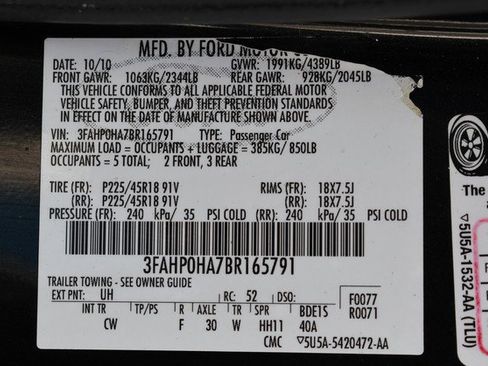 MFD. BY FORD MOTOR
DATE: 10/10 GVWR: 1991KG/4389LB
FRONT GAWR: 1063KG/2344LB REAR GAWR: 928KG/2045LB
THIS VEHICLE CONFORMS TO ALL APPLICABLE FEDERAL MOTOR
VEHICLE SAFETY, BUMPER, AND THEFT PREVENTION STANDARDS
IN EFFECT ON THE DATE OF MANUFACTURE SHOWN ABOVE.
VIN: 3FAHP0HA7BR165791 TYPE: Passenger Car
MAXIMUM LOAD = OCCUPANTS + LUGGAGE = 385KG/850LB
OCCUPANTS = 5 TOTAL; 2 FRONT, 3 REAR
TIRE (FR): P225/45R18 91V RIMS (FR): 18X7.5J
(RR): P225/45R18 91V (RR): 18X7.5J
PRESSURE (FR): 240 kPa/ 35 PSI COLD (RR): 240 kPa/ 35 PSI COLD
3FAHP0HA7BR165791
TRAILER TOWING - SEE OWNER GUIDE
EXT PNT: UH RC: 52 DSO: F0077
R0071
INT TR TP/PS R AXLE TR SPR BDE1S
CW F 30 W HH11 40A
CMC ▽5U5A-5420472-AA
The
▽5U5A-1532-AA (TLU)